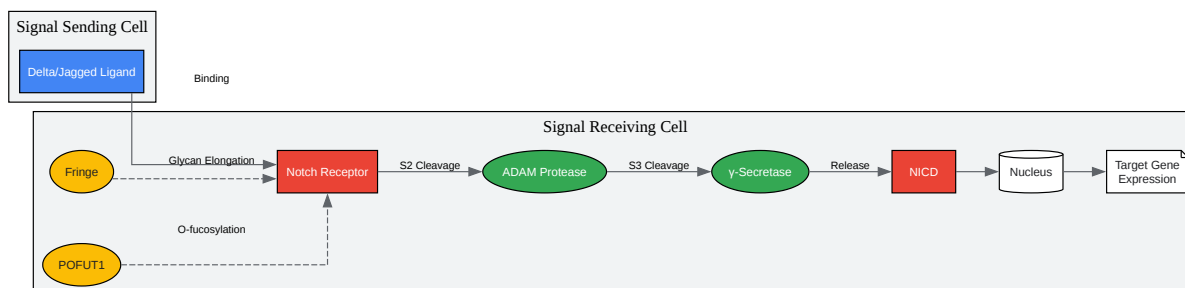 Signal Sending Cell
Delta/Jagged Ligand
Binding
Signal Receiving Cell
Fringe
Glycan Elongation
Notch Receptor
S2 Cleavage
ADAM Protease
S3 Cleavage
γ-Secretase
Release
NICD
Nucleus
Target Gene
Expression
O-fucosylation
POFUT1